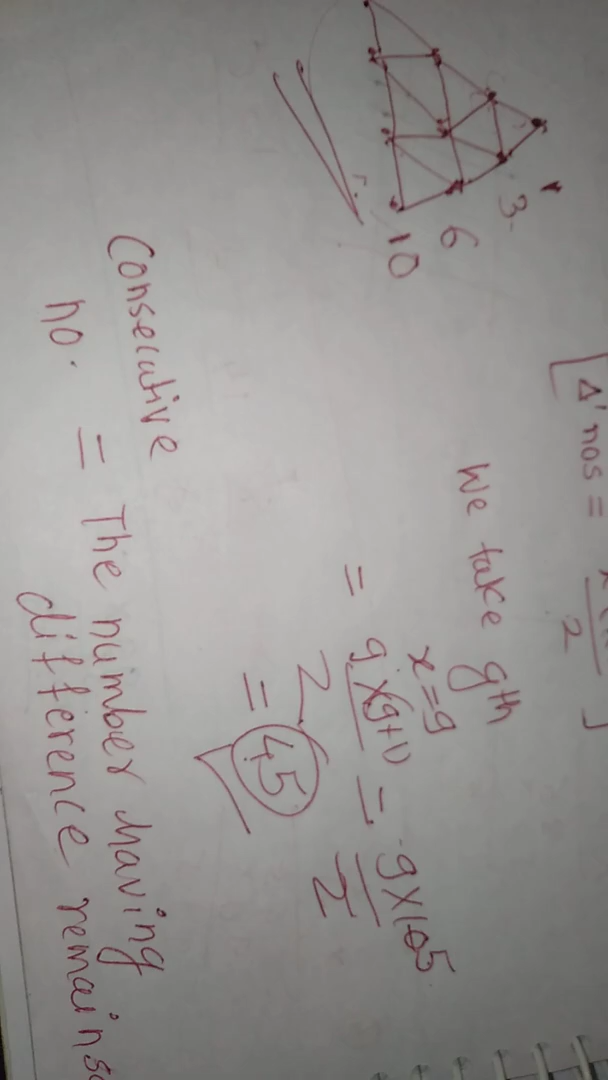 1
3
6
10
[Δ' nos =
2 ]
We take 9th
x=9
= 9×(9+1)/2 = 9×10 5/2
= 45
Consecutive
no. = The number having
difference remains